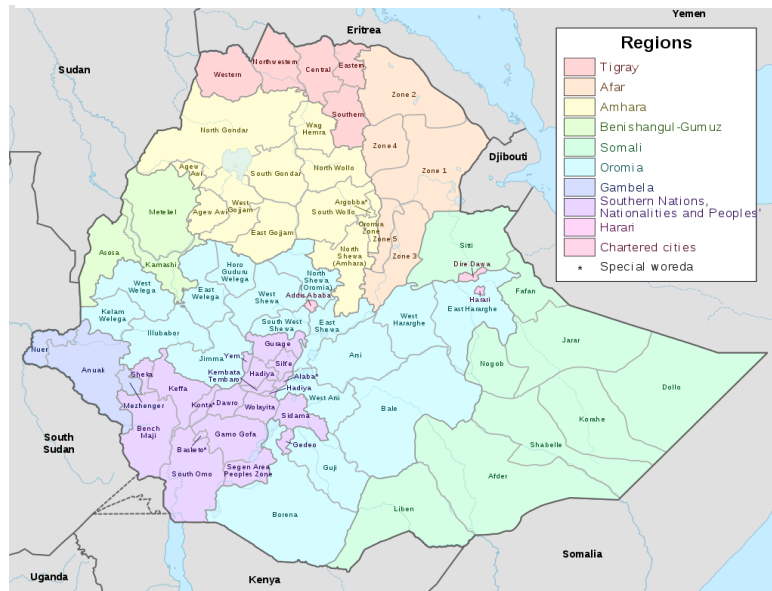 Yemen
Eritrea
Sudan
Djibouti
South
Sudan
Uganda
Kenya
Somalia
Regions
Tigray
Afar
Amhara
Benishangul-Gumuz
Somali
Oromia
Gambela
Southern Nations,
Nationalities and Peoples'
Harari
Chartered cities
* Special woreda
Western
Northwestern
Central
Eastern
Southern
Zone 2
Zone 4
Zone 1
Zone 5
Zone 3
North Gondar
Wag
Hemra
Agew
Awi
South Gondar
North Wollo
Agew Awi
West
Gojjam
East Gojjam
South Wollo
Argobba*
Oromia
Zone
North
Shewa
(Amhara)
Metekel
Asosa
Kamashi
Sitti
Dire Dawa
Fafan
Jarar
Nogob
Dollo
Korahe
Shabelle
Afder
Liben
Harari
East Hararghe
West
Hararghe
West
Welega
East
Welega
Horo
Guduru
Welega
North
Shewa
(Oromia)
Addis Ababa
West
Shewa
Kelam
Welega
Illubabor
South West
Shewa
East
Shewa
Jimma
Arsi
West Arsi
Bale
Guji
Borena
Nuer
Anuak
Mezhenger
Sheka
Keffa
Bench
Maji
Yem
Gurage
Silt'e
Hadiya
Kembata
Tembaro
Alaba*
Hadiya
Konta*
Dawro
Wolayita
Sidama
Gedeo
Gamo Gofa
Basketo*
South Omo
Segen Area
Peoples Zone